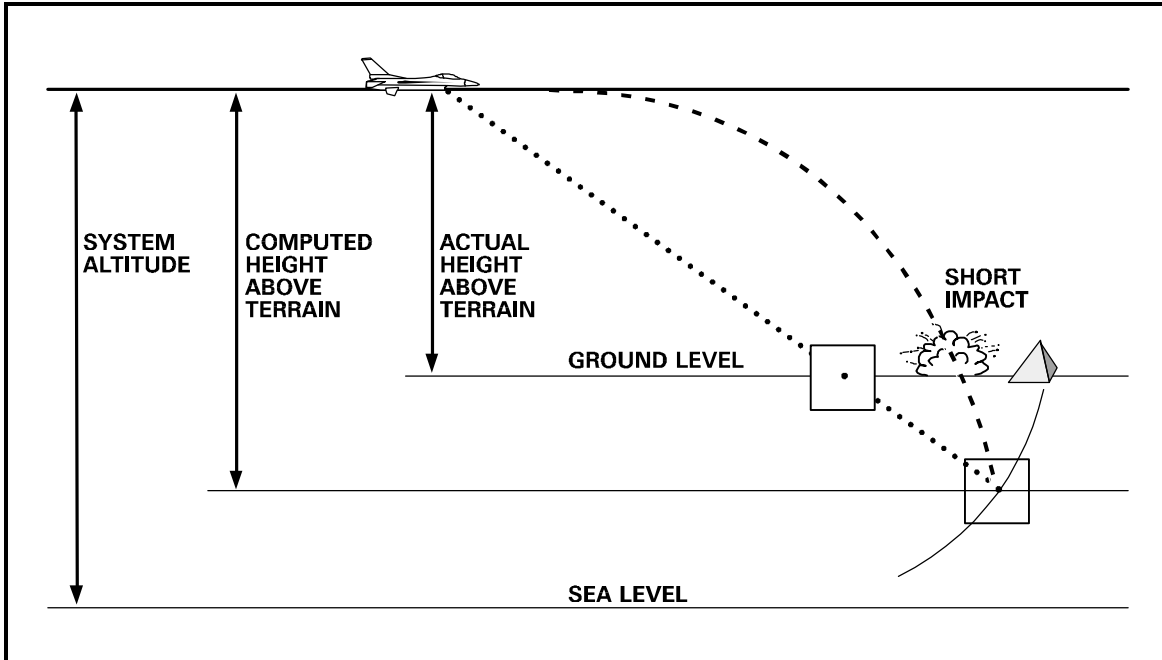 SYSTEM
ALTITUDE
COMPUTED
HEIGHT
ABOVE
TERRAIN
ACTUAL
HEIGHT
ABOVE
TERRAIN
SHORT
IMPACT
GROUND LEVEL
SEA LEVEL